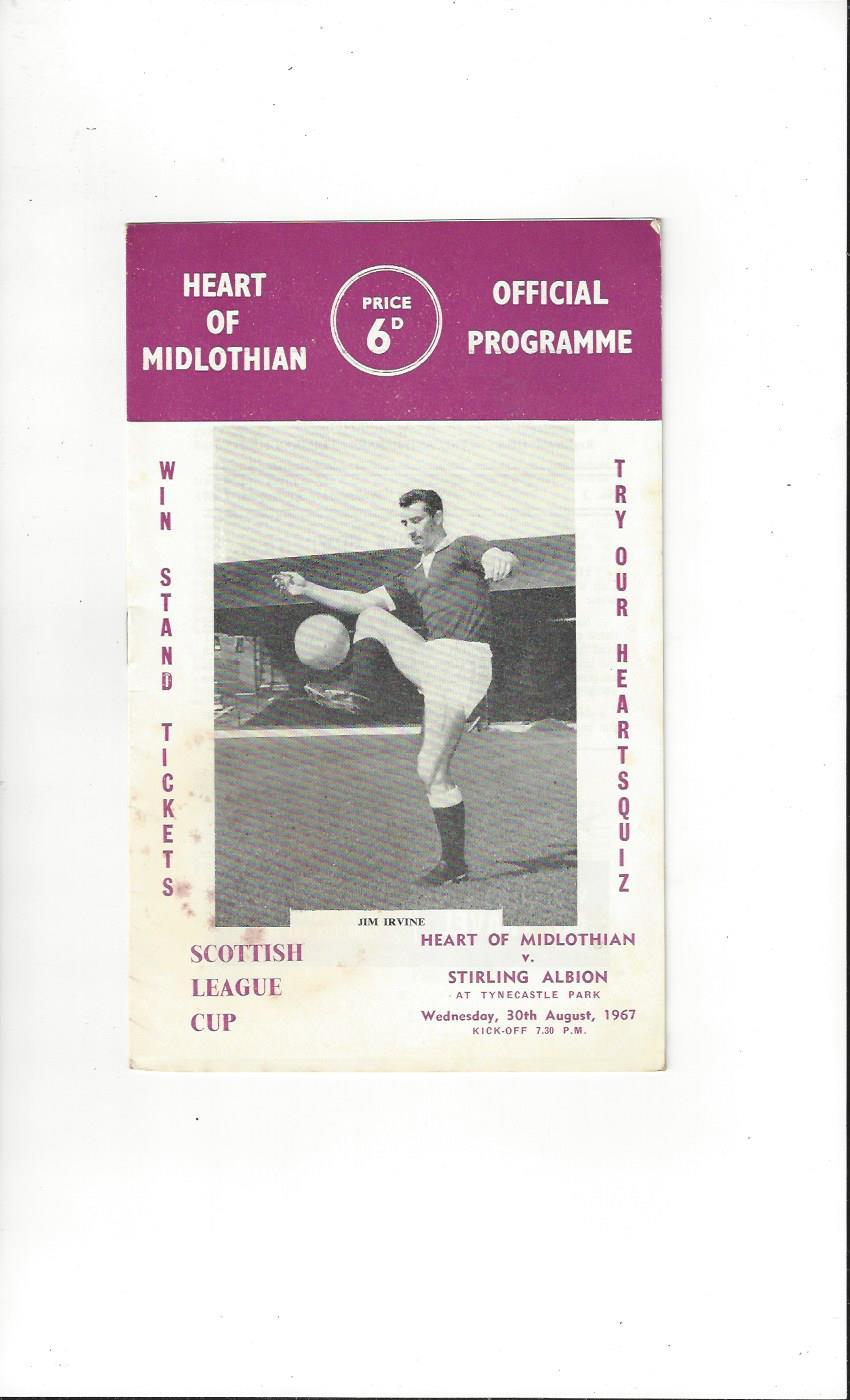 HEART
OF
MIDLOTHIAN
PRICE
6D
OFFICIAL
PROGRAMME
WIN STAND TICKETS
TRY OUR HEARTSQUIZ
JIM IRVINE
SCOTTISH
LEAGUE
CUP
HEART OF MIDLOTHIAN
v.
STIRLING ALBION
AT TYNECASTLE PARK
Wednesday, 30th August, 1967
KICK-OFF 7.30 P.M.